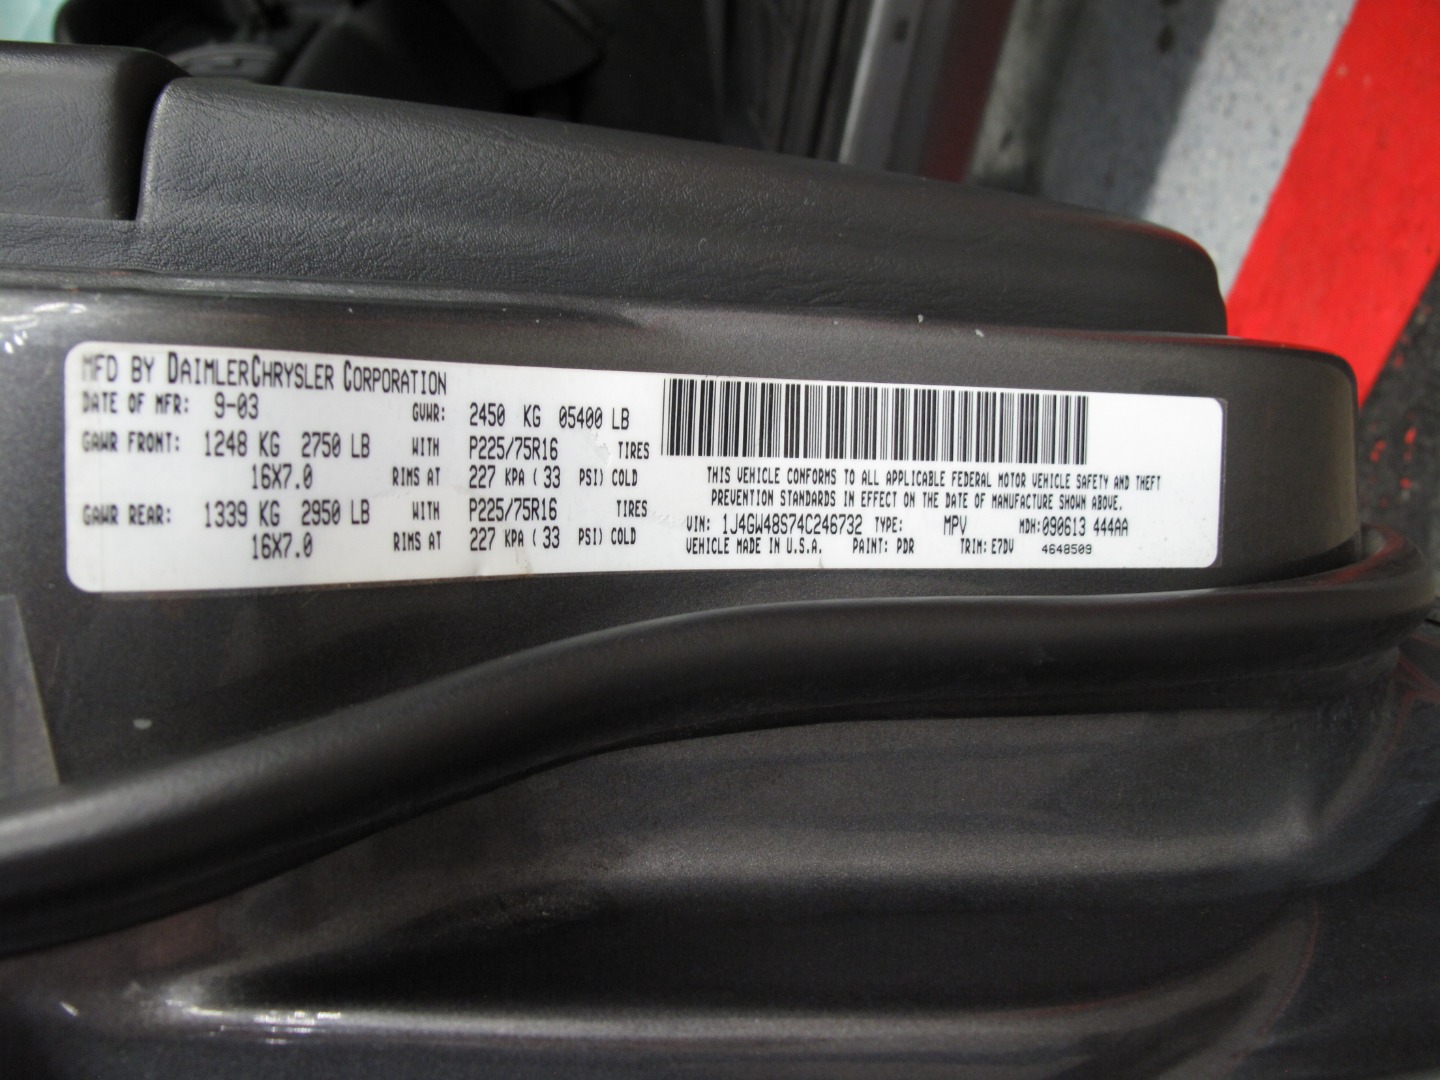 MFD BY DAIMLERCHRYSLER CORPORATION
DATE OF MFR: 9-03 GVWR: 2450 KG 05400 LB
GAWR FRONT: 1248 KG 2750 LB WITH P225/75R16 TIRES
16X7.0 RIMS AT 227 KPA ( 33 PSI) COLD
GAWR REAR: 1339 KG 2950 LB WITH P225/75R16 TIRES
16X7.0 RIMS AT 227 KPA ( 33 PSI) COLD
THIS VEHICLE CONFORMS TO ALL APPLICABLE FEDERAL MOTOR VEHICLE SAFETY AND THEFT
PREVENTION STANDARDS IN EFFECT ON THE DATE OF MANUFACTURE SHOWN ABOVE.
VIN: 1J4GW48S74C246732 TYPE: MPV MDH: 090613 444AA
VEHICLE MADE IN U.S.A. PAINT: PDR TRIM: E7DV 4648509